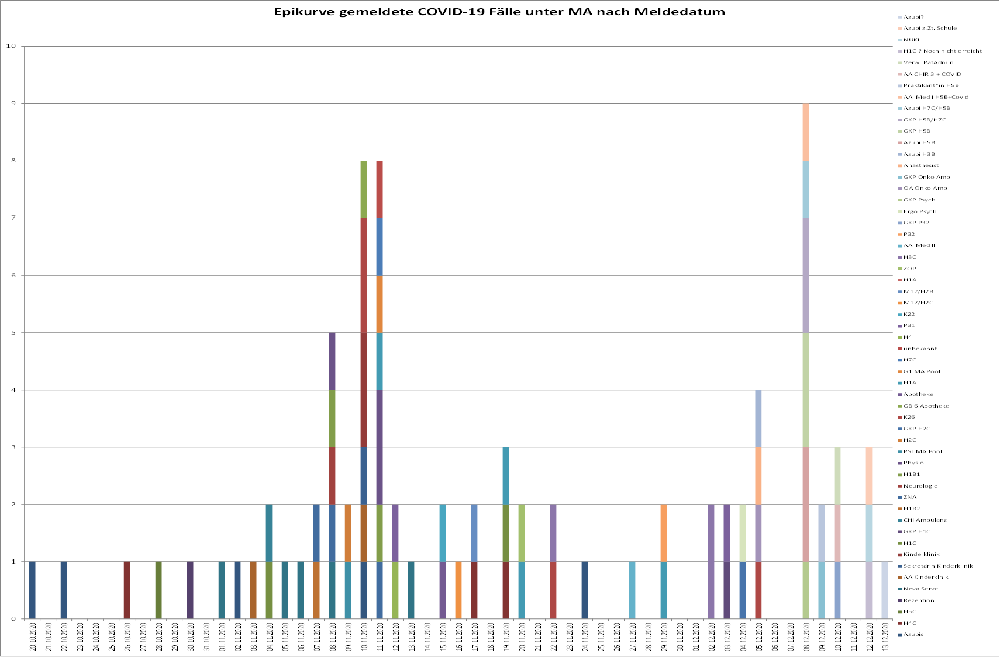 Epikurve gemeldete COVID-19 Fälle unter MA nach Meldedatum
10
9
8
7
6
5
4
3
2
1
0
20.10.2020
21.10.2020
22.10.2020
23.10.2020
24.10.2020
25.10.2020
26.10.2020
27.10.2020
28.10.2020
29.10.2020
30.10.2020
31.10.2020
01.11.2020
02.11.2020
03.11.2020
04.11.2020
05.11.2020
06.11.2020
07.11.2020
08.11.2020
09.11.2020
10.11.2020
11.11.2020
12.11.2020
13.11.2020
14.11.2020
15.11.2020
16.11.2020
17.11.2020
18.11.2020
19.11.2020
20.11.2020
21.11.2020
22.11.2020
23.11.2020
24.11.2020
25.11.2020
26.11.2020
27.11.2020
28.11.2020
29.11.2020
30.11.2020
01.12.2020
02.12.2020
03.12.2020
04.12.2020
05.12.2020
06.12.2020
07.12.2020
08.12.2020
09.12.2020
10.12.2020
11.12.2020
12.12.2020
13.12.2020
Azubi?
Azubi z.Zt. Schule
NUKL
H1C ? Noch nicht erreicht
Verw. PatAdmin
AA CHIR 3 + COVID
Praktikant*in H5B
AA  Med I H5B+Covid
Azubi H7C/H5B
GKP H5B/H7C
GKP H5B
Azubi H5B
Azubi H3B
Anästhesist
GKP Onko Amb
OA Onko Amb
GKP Psych
Ergo Psych
GKP P32
P32
AA  Med II
H3C
ZOP
H1A
M17/H2B
M17/H2C
K22
P31
H4
unbekannt
H7C
G1 MA Pool
H1A
Apotheke
GB 6 Apotheke
K26
GKP H2C
H2C
PSL MA Pool
Physio
H1B1
Neurologie
ZNA
H1B2
CHI Ambulanz
GKP H1C
H1C
Kinderklinik
Sekretärin Kinderklinik
ÄA Kinderklnik
Nova Serve
Rezeption
H5C
H4C
Azubis